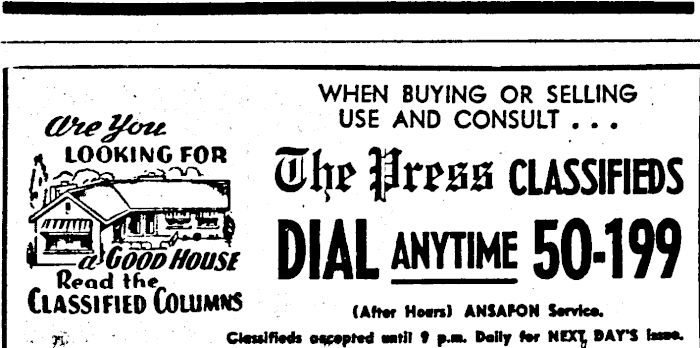 Are You
LOOKING FOR
a GOOD HOUSE
Read the
CLASSIFIED COLUMNS
WHEN BUYING OR SELLING
USE AND CONSULT . . .
The Press CLASSIFIEDS
DIAL ANYTIME 50-199
(After Hours) ANSAFON Service.
Classifieds accepted until 9 p.m. Daily for NEXT DAY'S Issue.